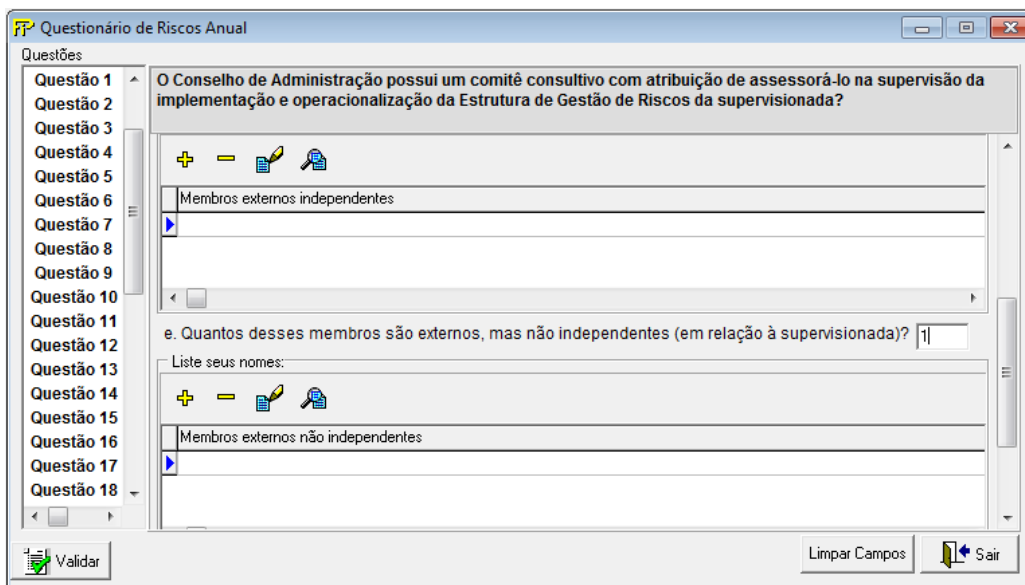 Questionário de Riscos Anual
Questões
Questão 1
Questão 2
Questão 3
Questão 4
Questão 5
Questão 6
Questão 7
Questão 8
Questão 9
Questão 10
Questão 11
Questão 12
Questão 13
Questão 14
Questão 15
Questão 16
Questão 17
Questão 18
O Conselho de Administração possui um comitê consultivo com atribuição de assessorá-lo na supervisão da
implementação e operacionalização da Estrutura de Gestão de Riscos da supervisionada?
Membros externos independentes
e. Quantos desses membros são externos, mas não independentes (em relação à supervisionada)? 1
Liste seus nomes:
Membros externos não independentes
Validar
Limpar Campos
Sair